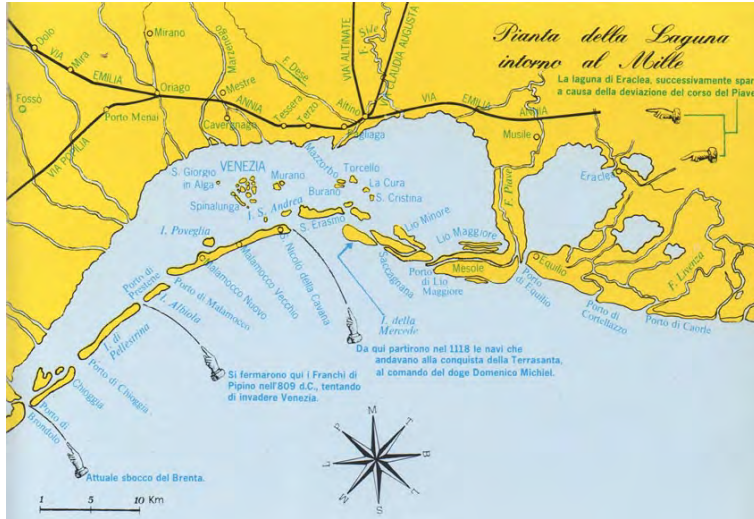 Pianta della Laguna
intorno al Mille
La laguna di Eraclea, successivamente
a causa della deviazione del corso del Piave
Dolo
VIA
Mira
EMILIA
Mirano
Oriago
Marzenego
Mestre
F. Dese
VIA ALTINATE
F. Sile
VIA CLAUDIA AUGUSTA
Fossò
Porto Menai
VIA POPILIA
ANNIA
Carvergnago
Tessera
Terzo
Altino
Pagliaga
VIA
EMILIA
ANNIA
Musile
Eraclea
F. Piave
S. Giorgio
in Alga
VENEZIA
Murano
Mazzorbo
Torcello
Burano
La Cura
S. Cristina
Spinalunga
I. S. Andrea
S. Erasmo
Lio Minore
Lio Maggiore
I. Poveglia
S. Nicolo della Cavana
Saccagnana
Porto
di Lio
Maggiore
Mesole
Equilio
Porto
di Equilio
F. Livenza
Porto di
Cortellazzo
Porto di Caorle
Porto di
Prestene
Malamocco Nuovo
Malamocco Vecchio
Porto di Malamocco
I. Albiola
I. di
Pellestrina
I. della
Mercede
Da qui partirono nel 1118 le navi che
andavano alla conquista della Terrasanta,
al comando del doge Domenico Michiel.
Si fermarono qui i Franchi di
Pipino nell'809 d.C., tentando
di invadere Venezia.
Chioggia
Porto di Chioggia
Porto di
Brondolo
Attuale sbocco del Brenta.
M
T
B
L
S
M
L
P
1 5 10 Km